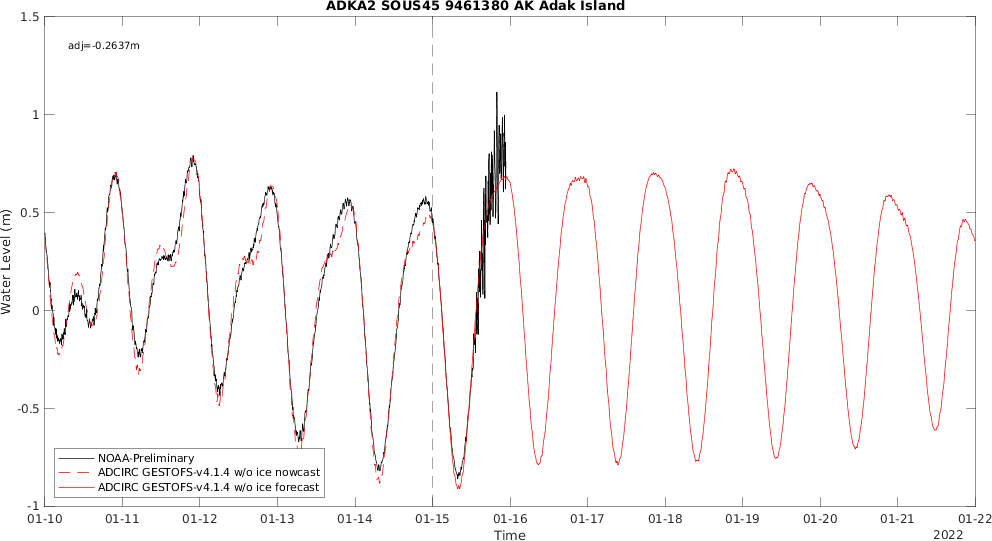 ADKA2 SOUS45 9461380 AK Adak Island
adj=-0.2637m
1.5
1
0.5
0
-0.5
-1
Water Level (m)
NOAA-Preliminary
ADCIRC GESTOFS-v4.1.4 w/o ice nowcast
ADCIRC GESTOFS-v4.1.4 w/o ice forecast
01-10 01-11 01-12 01-13 01-14 01-15 01-16 01-17 01-18 01-19 01-20 01-21 01-22
Time
2022